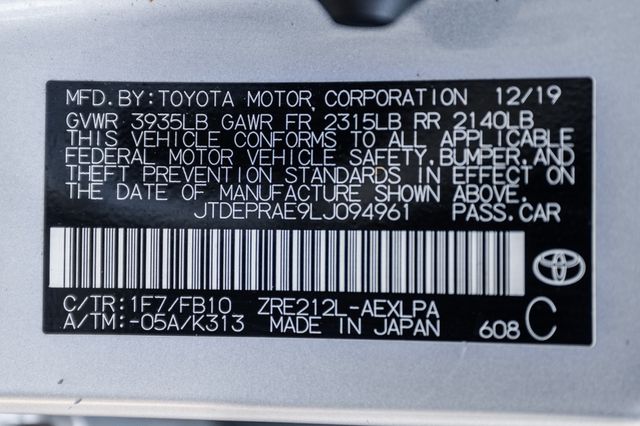 MFD. BY: TOYOTA MOTOR CORPORATION 12/19
GVWR 3935LB GAWR FR 2315LB RR 2140LB
THIS VEHICLE CONFORMS TO ALL APPLICABLE
FEDERAL MOTOR VEHICLE SAFETY, BUMPER, AND
THEFT PREVENTION STANDARDS IN EFFECT ON
THE DATE OF MANUFACTURE SHOWN ABOVE.
JTDEPRAE9LJ094961 PASS. CAR
C/TR: 1F7/FB10 ZRE212L-AEXLPA
A/TM: -05A/K313 MADE IN JAPAN 608 C